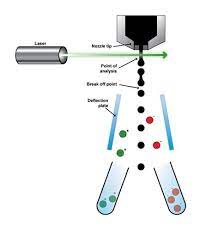 Laser
Nozzle tip
Point of
analysis
Break off point
Deflection
plate